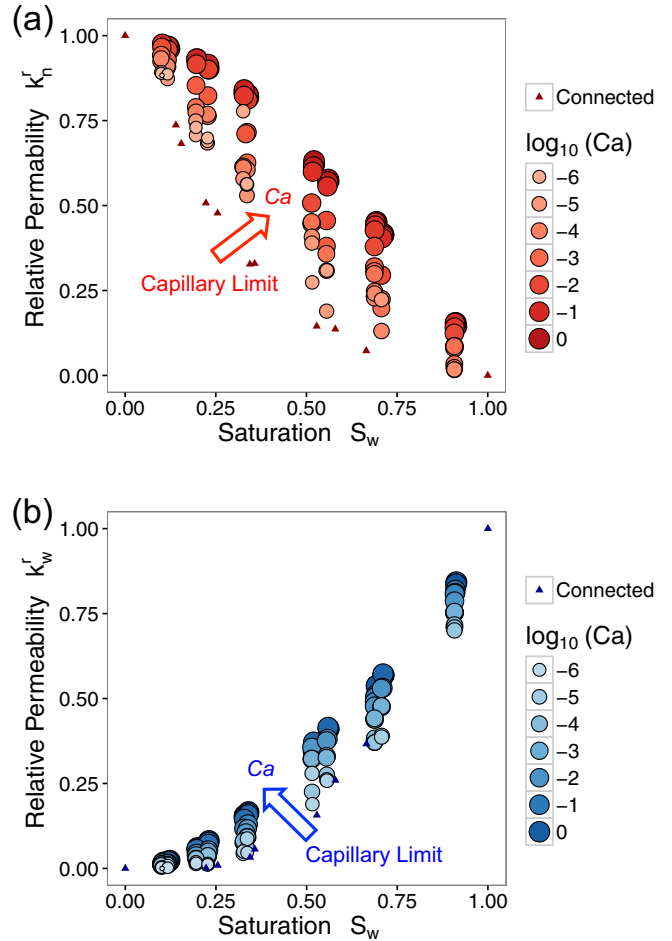 (a)
1.00
0.75
0.50
0.25
0.00
Relative Permability k_n^r
Ca
Capillary Limit
0.00 0.25 0.50 0.75 1.00
Saturation S_w
Connected
log₁₀ (Ca)
−6
−5
−4
−3
−2
−1
0
(b)
1.00
0.75
0.50
0.25
0.00
Relative Permeability k_w^r
Ca
Capillary Limit
0.00 0.25 0.50 0.75 1.00
Saturation S_w
Connected
log₁₀ (Ca)
−6
−5
−4
−3
−2
−1
0